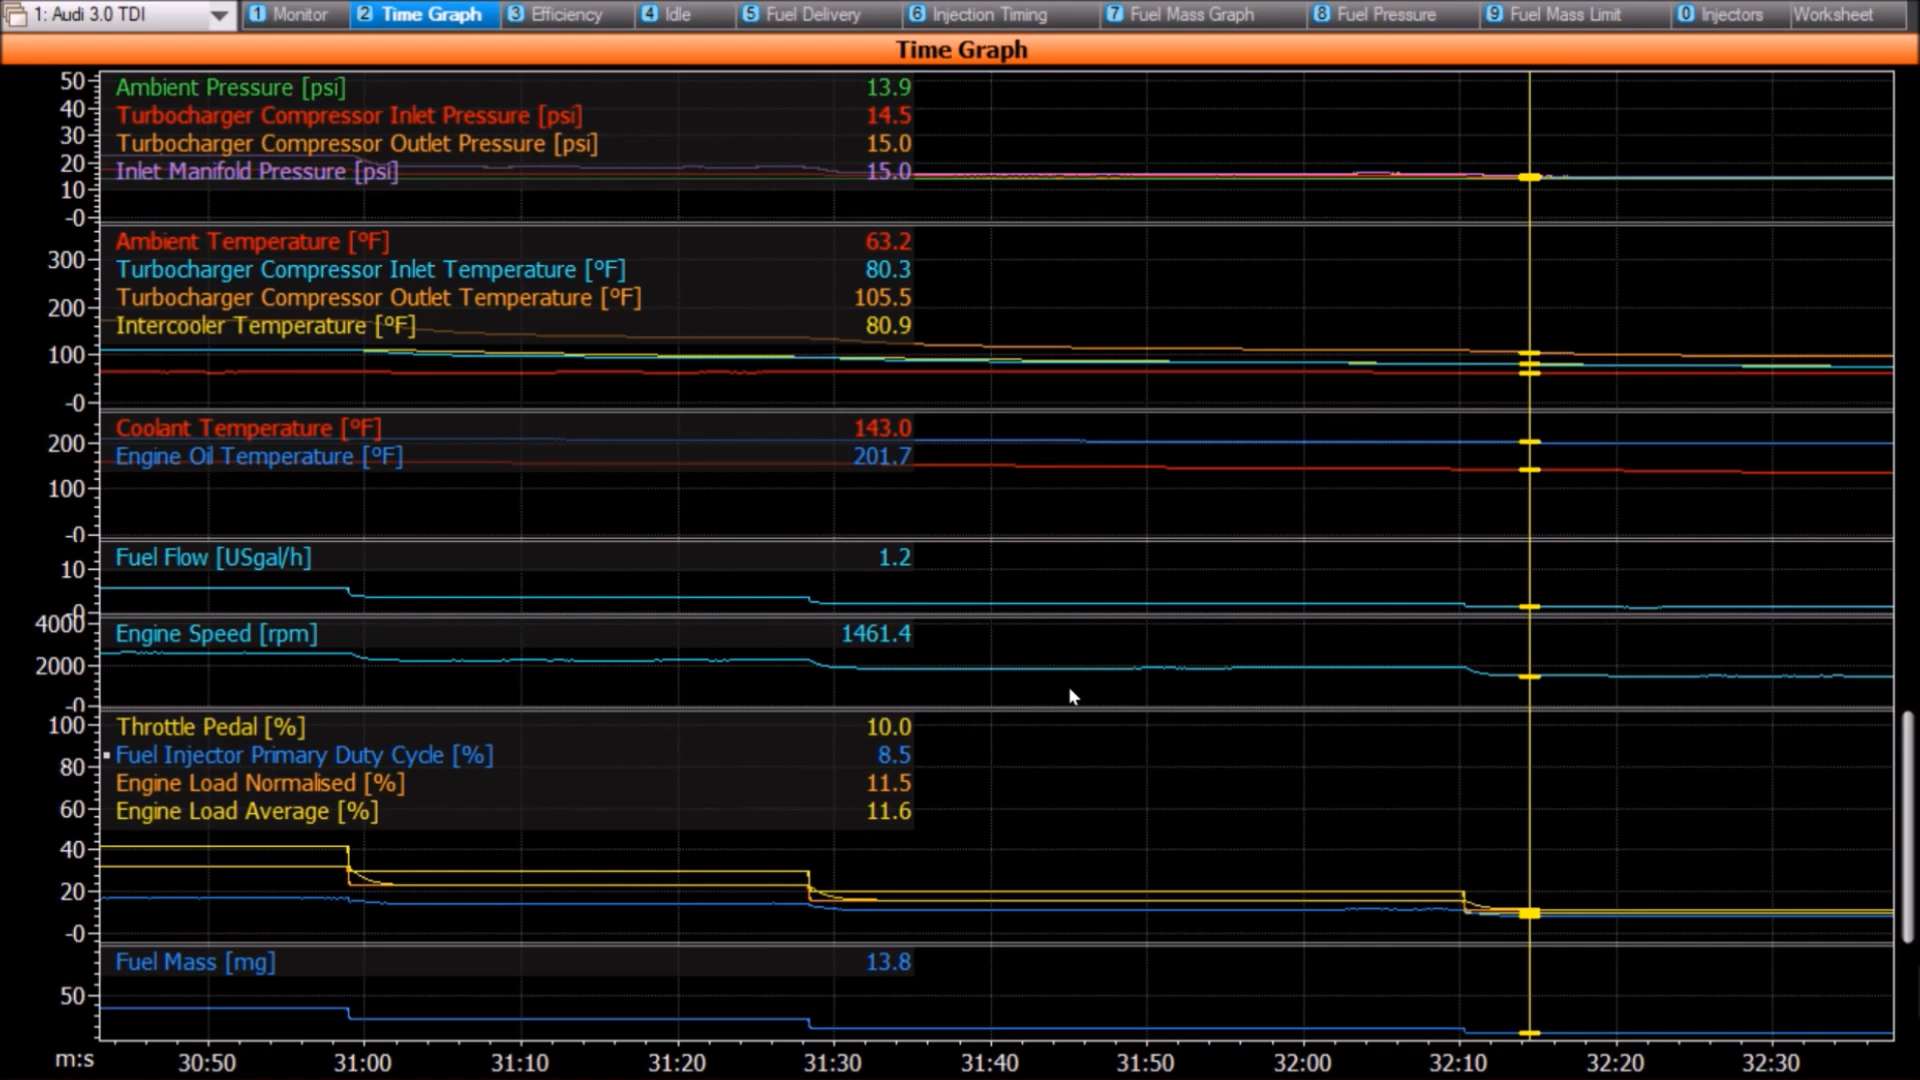 1: Audi 3.0 TDI 1 Monitor 2 Time Graph 3 Efficiency 4 Idle 5 Fuel Delivery 6 Injection Timing 7 Fuel Mass Graph 8 Fuel Pressure 9 Fuel Mass Limit 0 Injectors Worksheet
Time Graph
50
Ambient Pressure [psi] 13.9
40
Turbocharger Compressor Inlet Pressure [psi] 14.5
30
Turbocharger Compressor Outlet Pressure [psi] 15.0
20
Inlet Manifold Pressure [psi] 15.0
10
-0
Ambient Temperature [°F] 63.2
300
Turbocharger Compressor Inlet Temperature [°F] 80.3
200
Turbocharger Compressor Outlet Temperature [°F] 105.5
Intercooler Temperature [°F] 80.9
100
-0
Coolant Temperature [°F] 143.0
200
Engine Oil Temperature [°F] 201.7
100
-0
Fuel Flow [USgal/h] 1.2
10
0
4000
Engine Speed [rpm] 1461.4
2000
-0
100
Throttle Pedal [%] 10.0
Fuel Injector Primary Duty Cycle [%] 8.5
80
Engine Load Normalised [%] 11.5
60
Engine Load Average [%] 11.6
40
20
-0
Fuel Mass [mg] 13.8
50
m:s 30:50 31:00 31:10 31:20 31:30 31:40 31:50 32:00 32:10 32:20 32:30